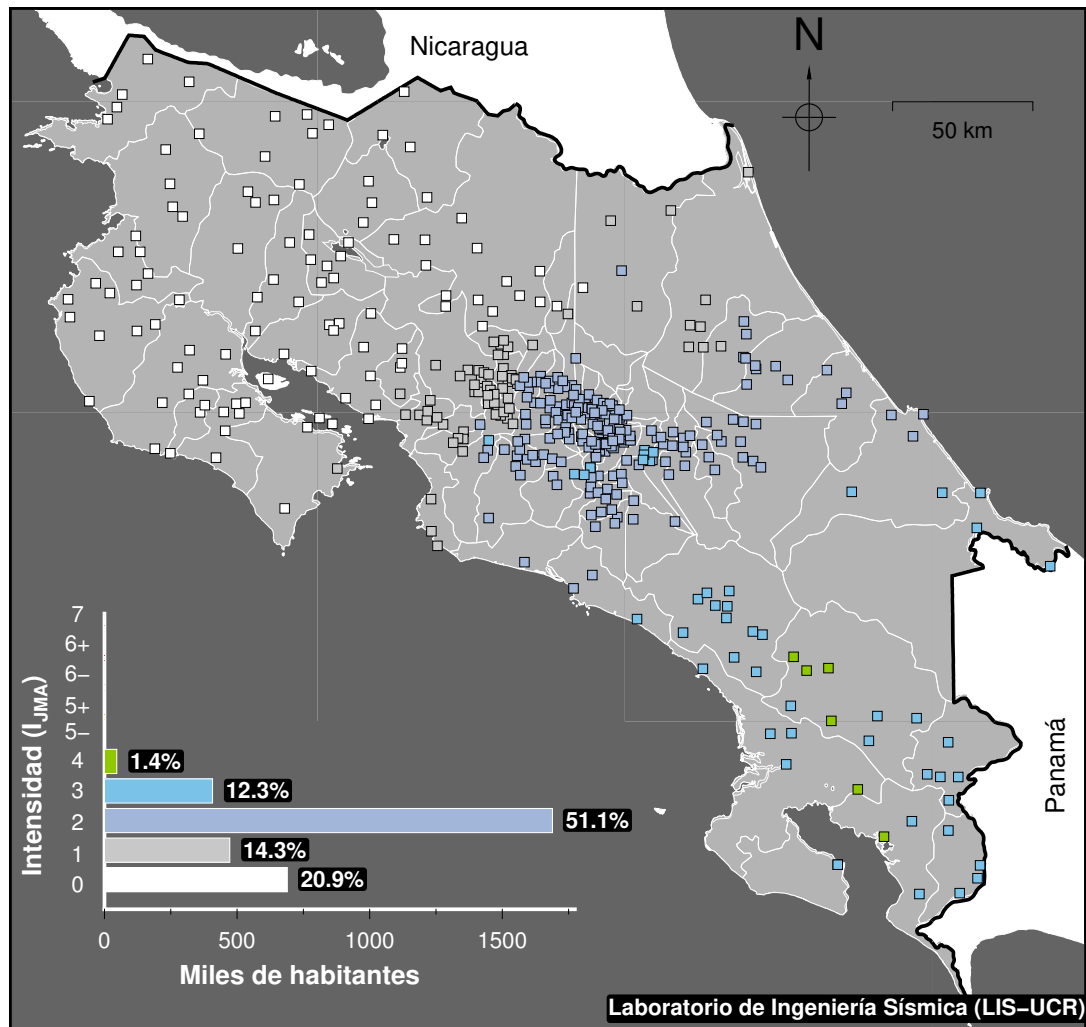 Nicaragua
N
50 km
Panamá
Intensidad (I_JMA)
7
6+
6−
5+
5−
4
1.4%
3
12.3%
2
51.1%
1
14.3%
0
20.9%
0 500 1000 1500
Miles de habitantes
Laboratorio de Ingeniería Sísmica (LIS−UCR)